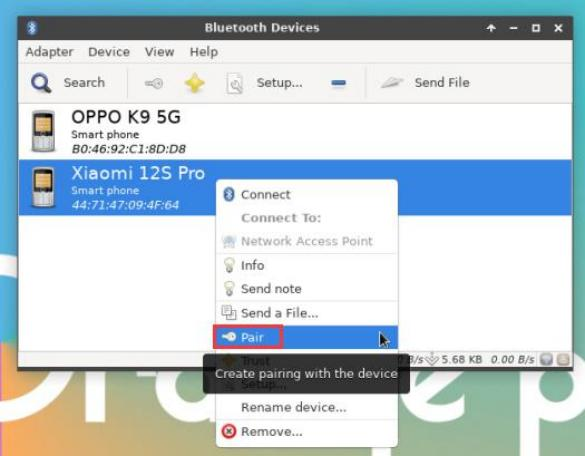 Bluetooth Devices
Adapter Device View Help
Search Setup... Send File
OPPO K9 5G
Smart phone
B0:46:92:C1:8D:D8
Xiaomi 12S Pro
Smart phone
44:71:47:09:4F:64
Connect
Connect To:
Network Access Point
Info
Send note
Send a File...
Pair
Trust
B/s 5.68 KB 0.00 B/s
Create pairing with the device
Setup...
Rename device...
Remove...